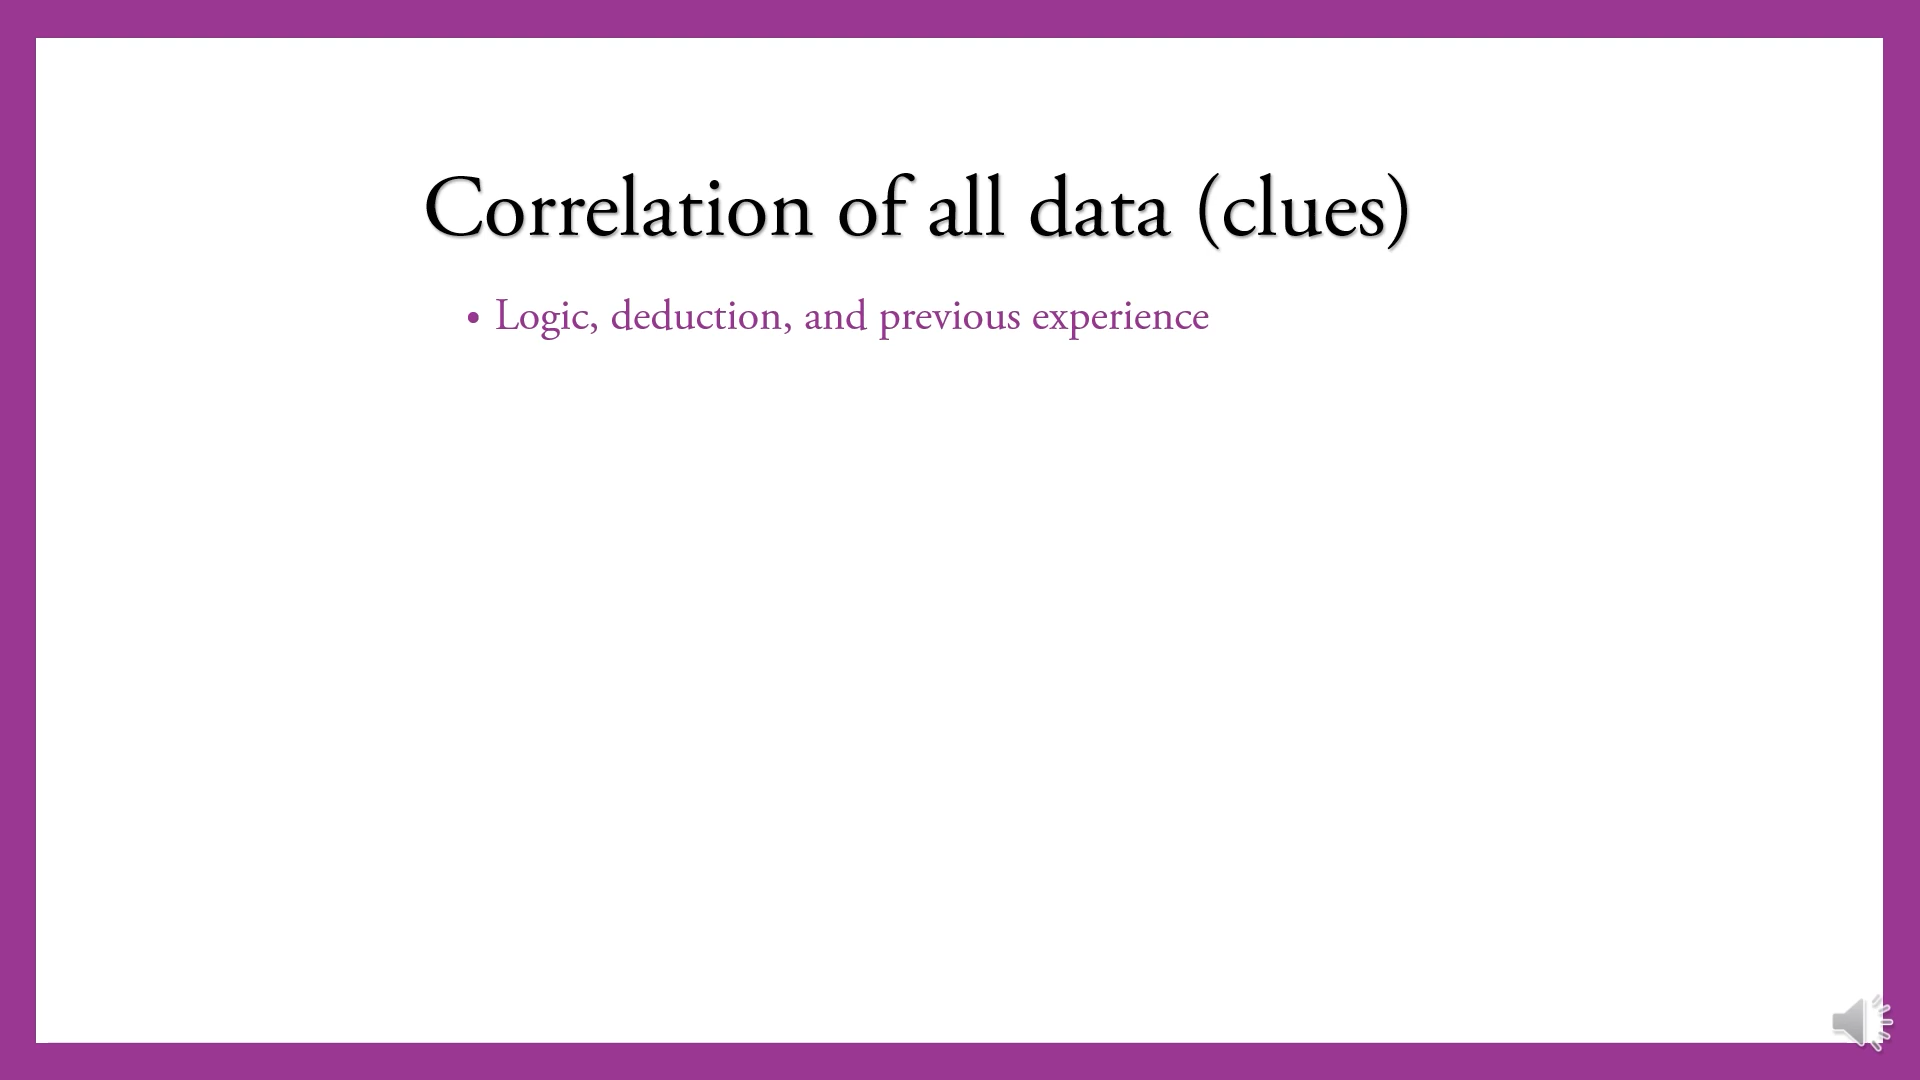 Correlation of all data (clues)
• Logic, deduction, and previous experience